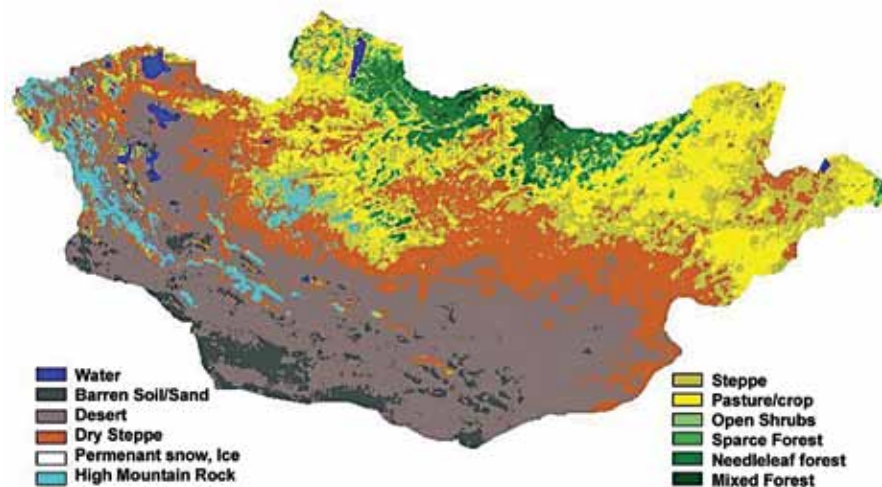 Water
Barren Soil/Sand
Desert
Dry Steppe
Permenant snow, Ice
High Mountain Rock
Steppe
Pasture/crop
Open Shrubs
Sparce Forest
Needleleaf forest
Mixed Forest